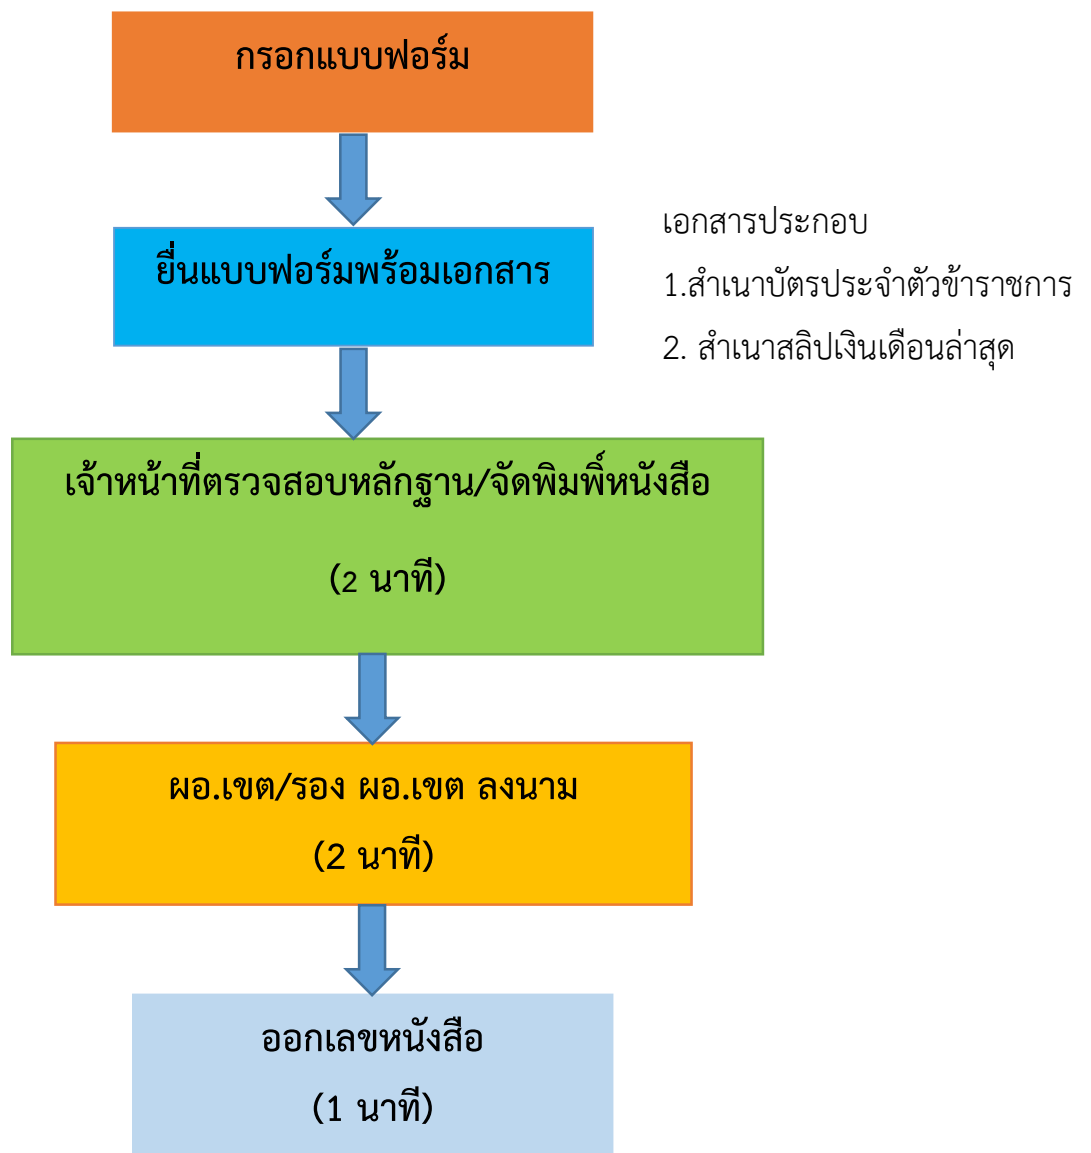 กรอกแบบฟอร์ม
ยื่นแบบฟอร์มพร้อมเอกสาร
เอกสารประกอบ
1.สำเนาบัตรประจำตัวข้าราชการ
2. สำเนาสลิปเงินเดือนล่าสุด
เจ้าหน้าที่ตรวจสอบหลักฐาน/จัดพิมพิ์หนังสือ
(2 นาที)
ผอ.เขต/รอง ผอ.เขต ลงนาม
(2 นาที)
ออกเลขหนังสือ
(1 นาที)